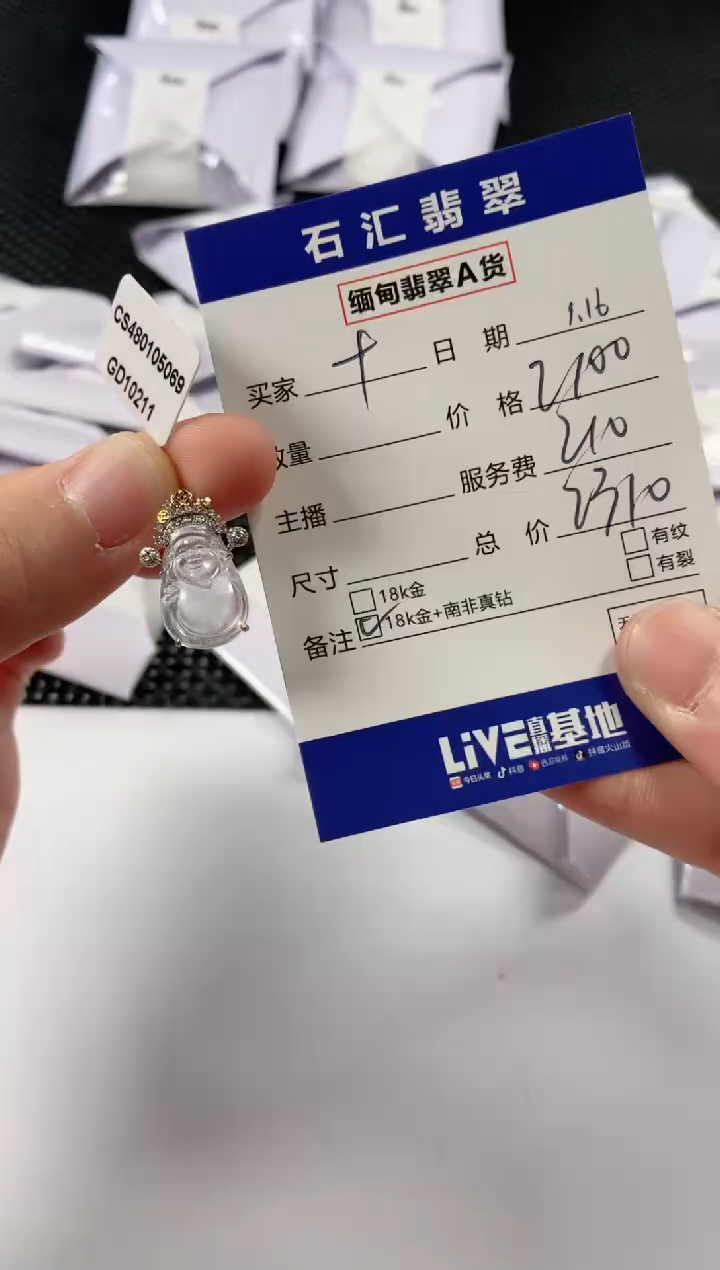 CS480105069
GD10211
石汇翡翠
缅甸翡翠A货
买家 十 日期 1.16
数量 价格 2100
主播 服务费 210
尺寸 总价 2310
18k金 有纹
备注 18k金+南非真钻 有裂
LiVE直播基地
今日头条 抖音 西瓜视频 抖音火山版